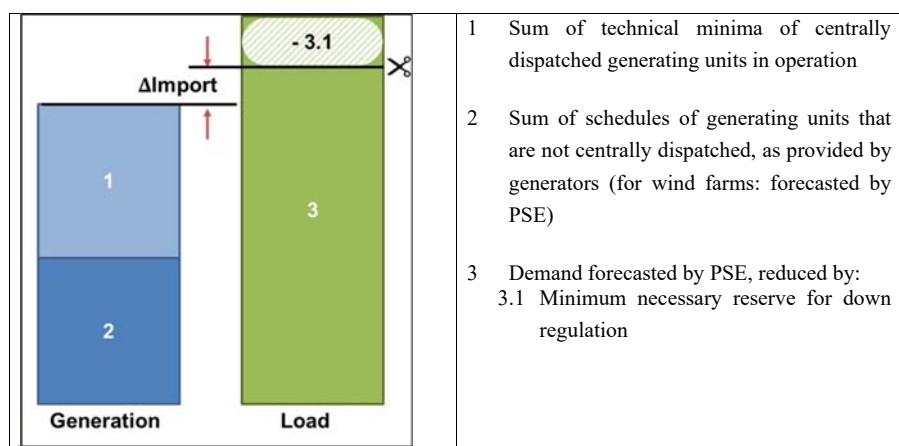 - 3.1
ΔImport
1
3
2
Generation
Load
1 Sum of technical minima of centrally
dispatched generating units in operation
2 Sum of schedules of generating units that
are not centrally dispatched, as provided by
generators (for wind farms: forecasted by
PSE)
3 Demand forecasted by PSE, reduced by:
3.1 Minimum necessary reserve for down
regulation